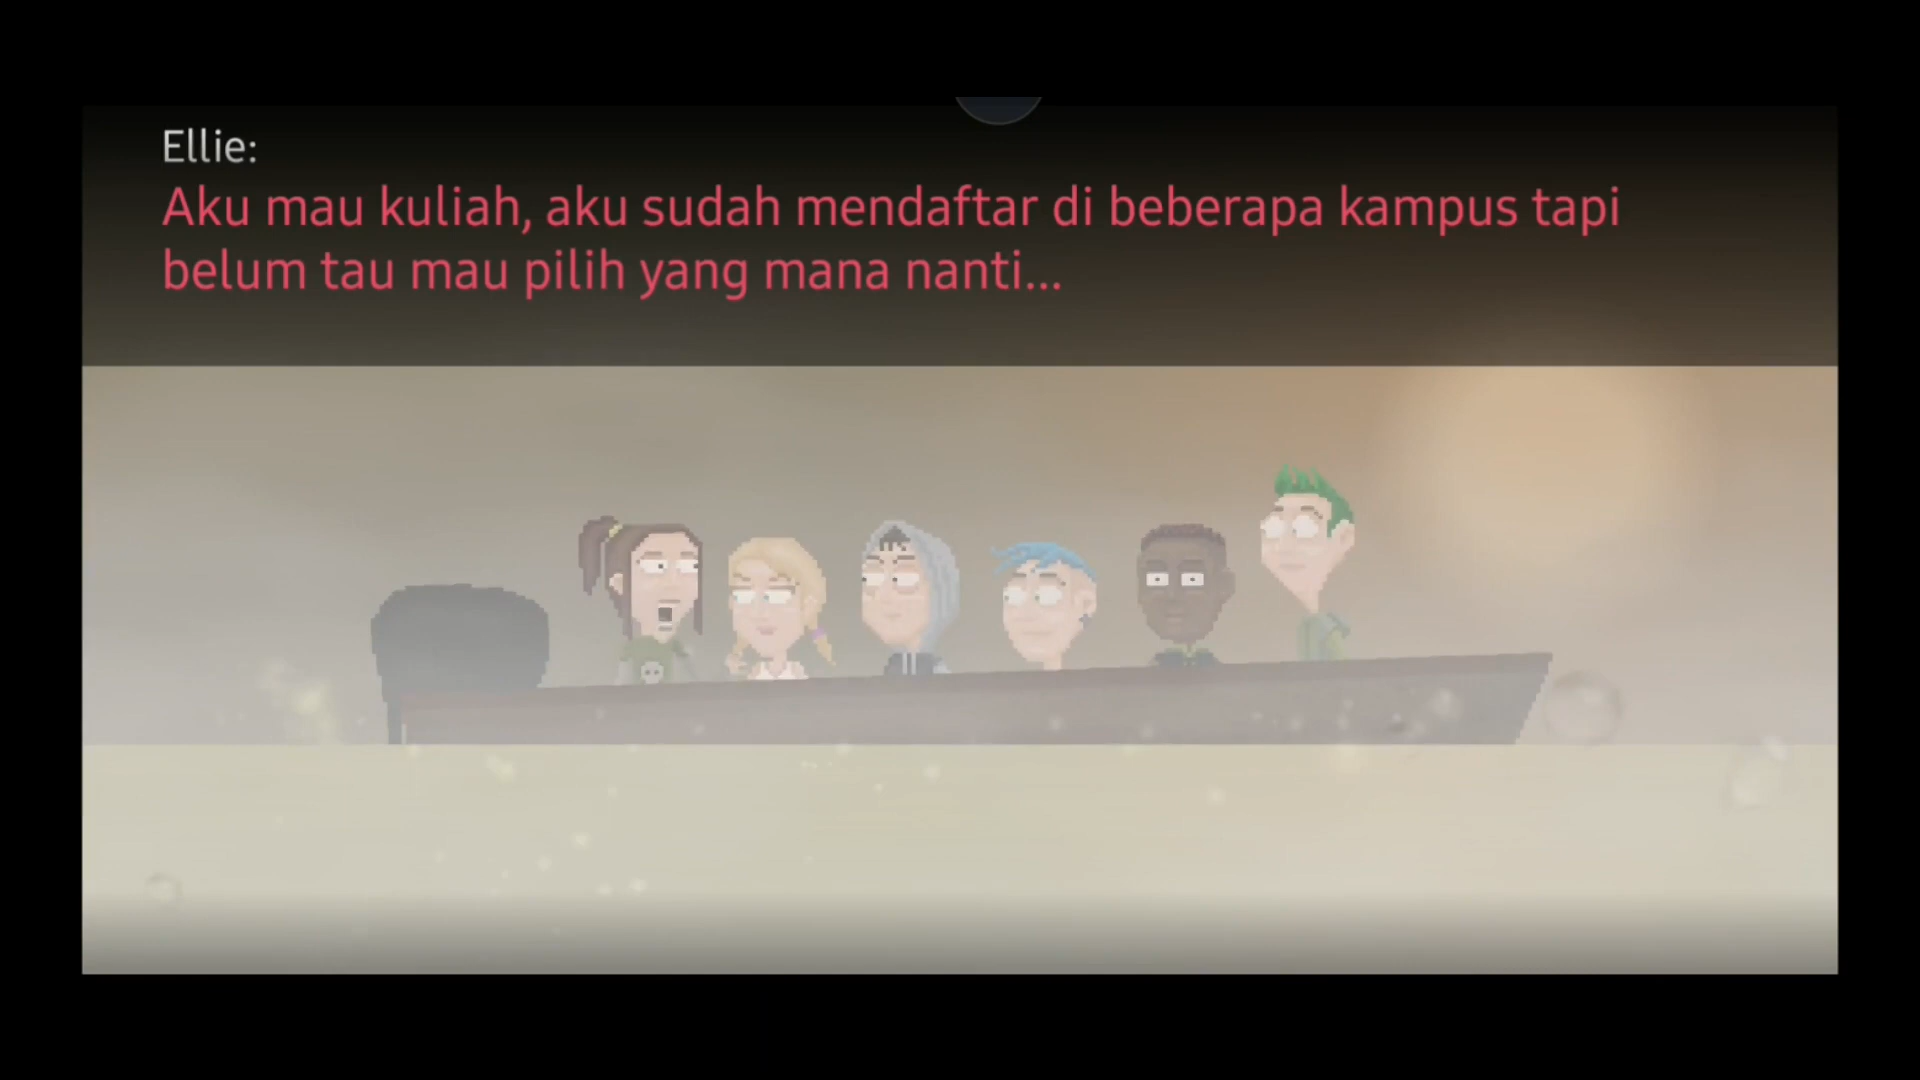 Ellie:
Aku mau kuliah, aku sudah mendaftar di beberapa kampus tapi
belum tau mau pilih yang mana nanti...